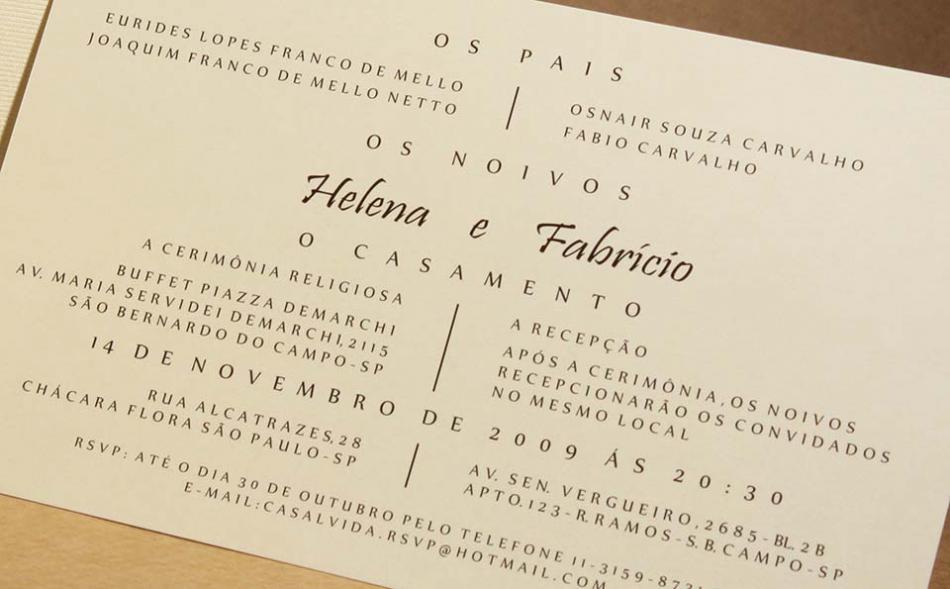 OS PAIS
EURIDES LOPES FRANCO DE MELLO
JOAQUIM FRANCO DE MELLO NETTO
OSNAIR SOUZA CARVALHO
FABIO CARVALHO
OS NOIVOS
Helena e Fabrício
O CASAMENTO
A CERIMÔNIA RELIGIOSA
BUFFET PIAZZA DEMARCHI
AV. MARIA SERVIDEI DEMARCHI, 2115
SÃO BERNARDO DO CAMPO-SP
A RECEPÇÃO
APÓS A CERIMÔNIA, OS NOIVOS
RECEPCIONARÃO OS CONVIDADOS
NO MESMO LOCAL
14 DE NOVEMBRO DE 2009 ÁS 20:30
RUA ALCATRAZES, 28
CHÁCARA FLORA SÃO PAULO-SP
AV. SEN. VERGUEIRO, 2685-BL. 2B
APTO. 123-R. RAMOS-S.B. CAMPO-SP
RSVP: ATÉ O DIA 30 DE OUTUBRO PELO TELEFONE
E-MAIL:CASALVIDA.RSVP@HOTMAIL.COM